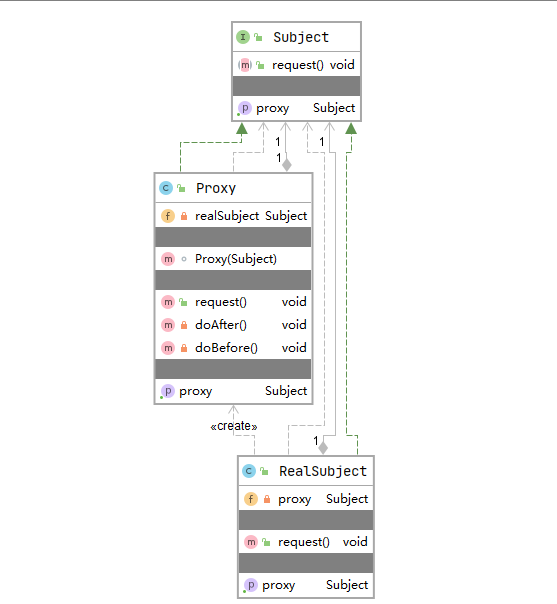 I Subject
m request() void
p proxy Subject
1 1
1
C Proxy
f realSubject Subject
m Proxy(Subject)
m request() void
m doAfter() void
m doBefore() void
p proxy Subject
«create»
1
C RealSubject
f proxy Subject
m request() void
p proxy Subject